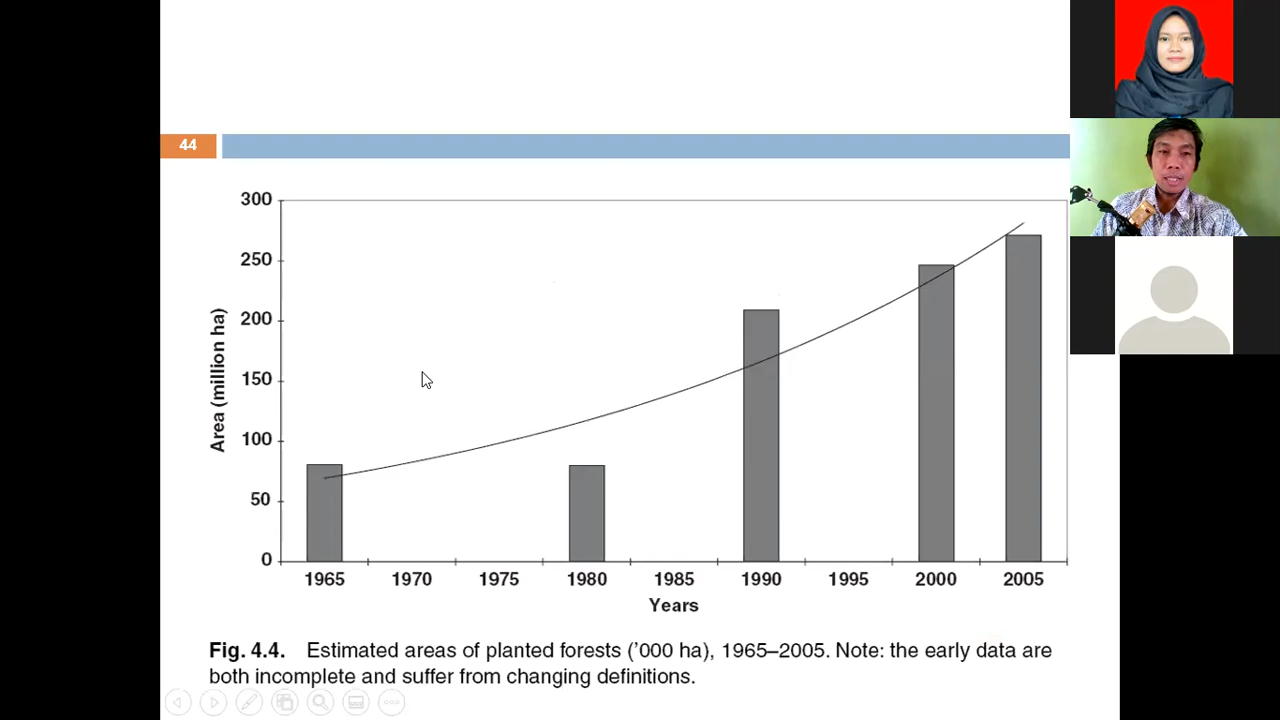 44
300
250
200
150
100
50
0
Area (million ha)
1965 1970 1975 1980 1985 1990 1995 2000 2005
Years
Fig. 4.4. Estimated areas of planted forests (’000 ha), 1965–2005. Note: the early data are
both incomplete and suffer from changing definitions.